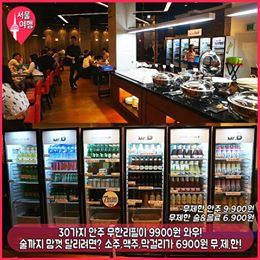 서울
여행
무제한 안주 9.900원
무제한 술&음료 6.900원
30가지 안주 무한리필이 9900원 와우!
술까지 맘껏 달리려면? 소주,맥주,막걸리가 6900원 무.제.한!